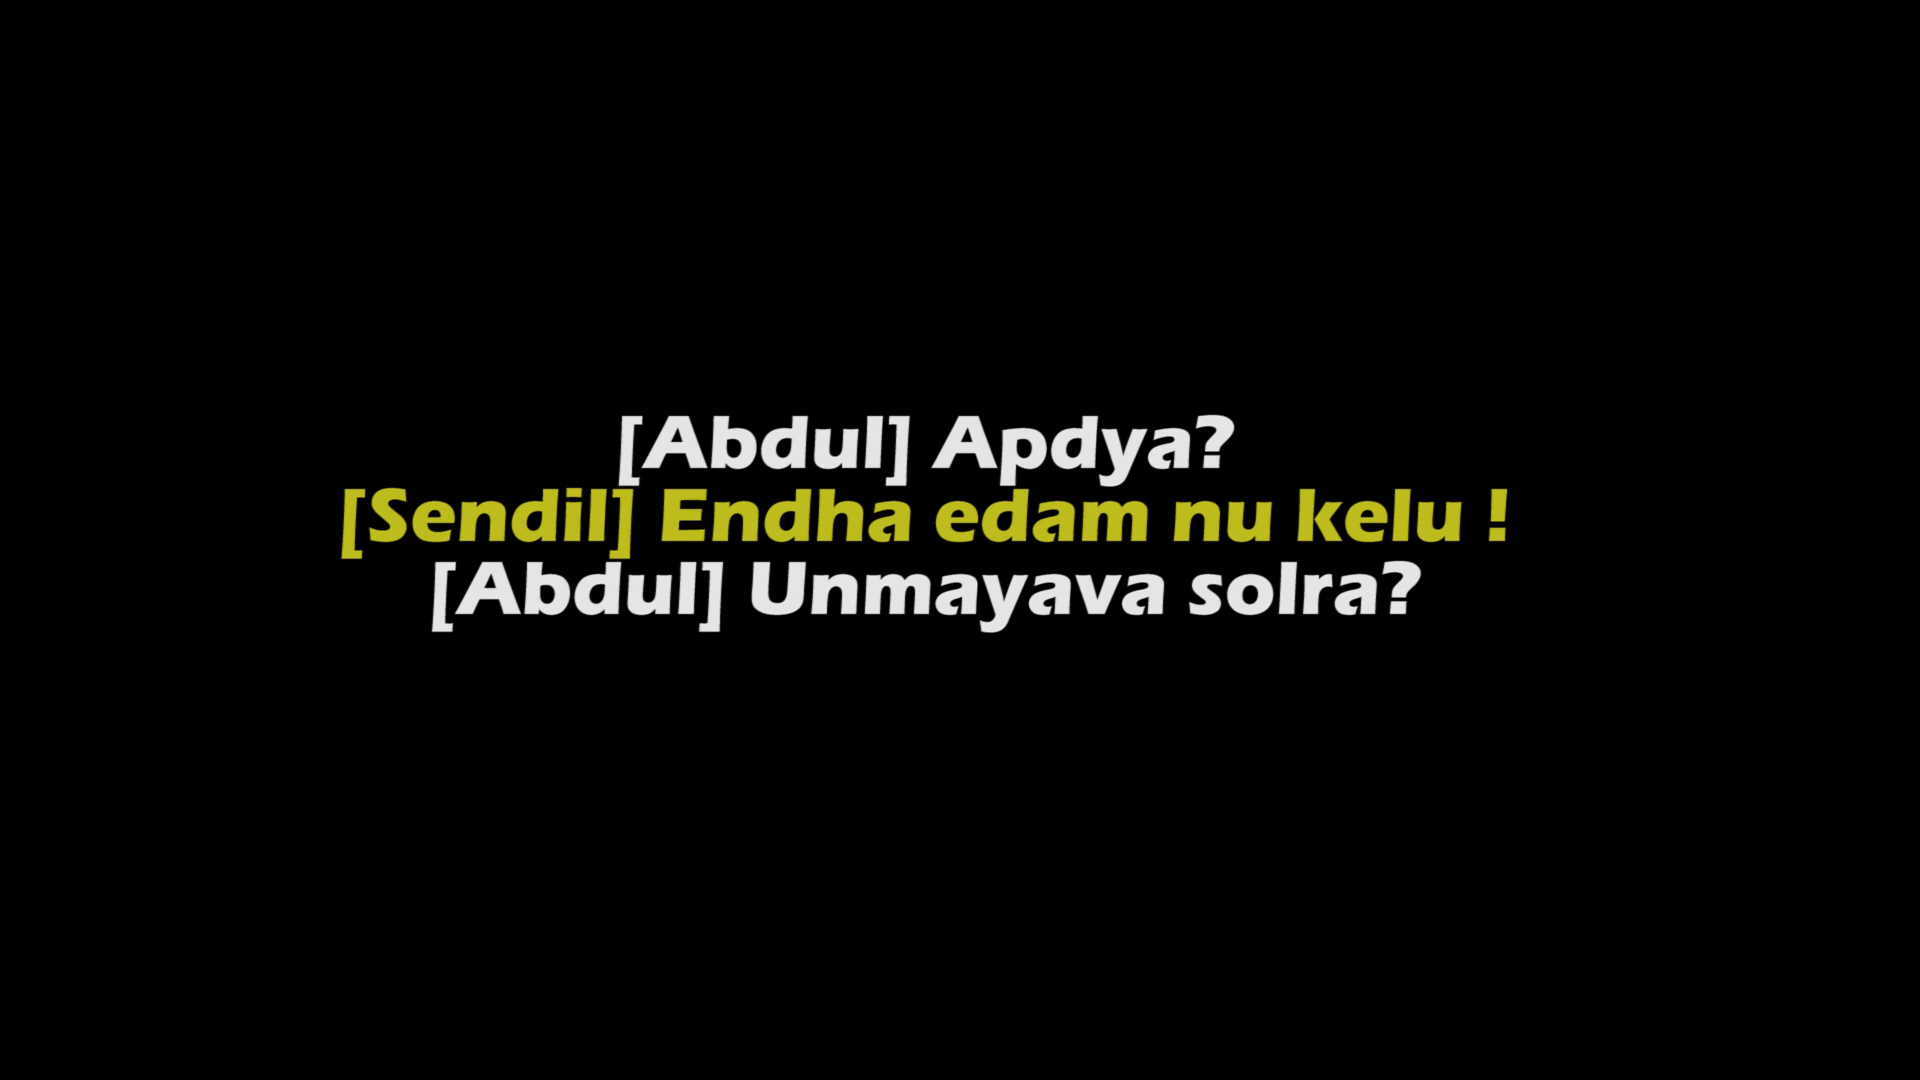 [Abdul] Apdya?
[Sendil] Endha edam nu kelu !
[Abdul] Unmayava solra?